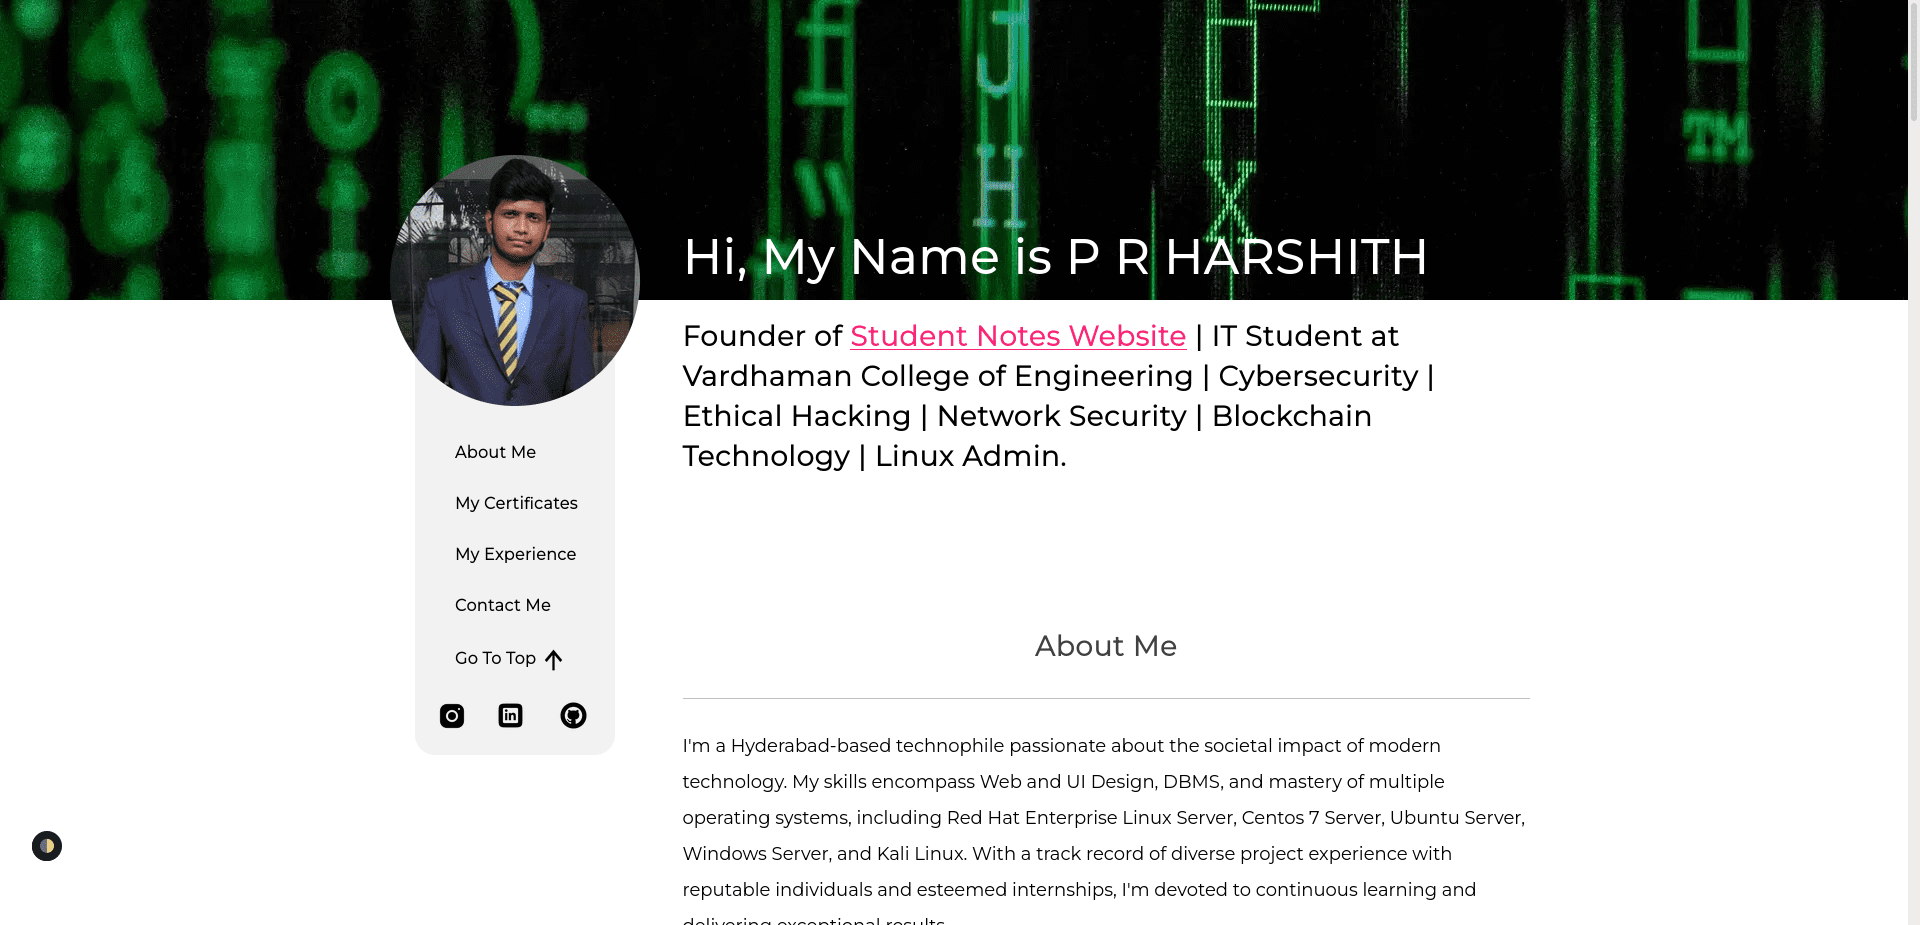 Hi, My Name is P R HARSHITH
Founder of Student Notes Website | IT Student at
Vardhaman College of Engineering | Cybersecurity |
Ethical Hacking | Network Security | Blockchain
Technology | Linux Admin.
About Me
My Certificates
My Experience
Contact Me
Go To Top
About Me
I'm a Hyderabad-based technophile passionate about the societal impact of modern
technology. My skills encompass Web and UI Design, DBMS, and mastery of multiple
operating systems, including Red Hat Enterprise Linux Server, Centos 7 Server, Ubuntu Server,
Windows Server, and Kali Linux. With a track record of diverse project experience with
reputable individuals and esteemed internships, I'm devoted to continuous learning and
delivering exceptional results.